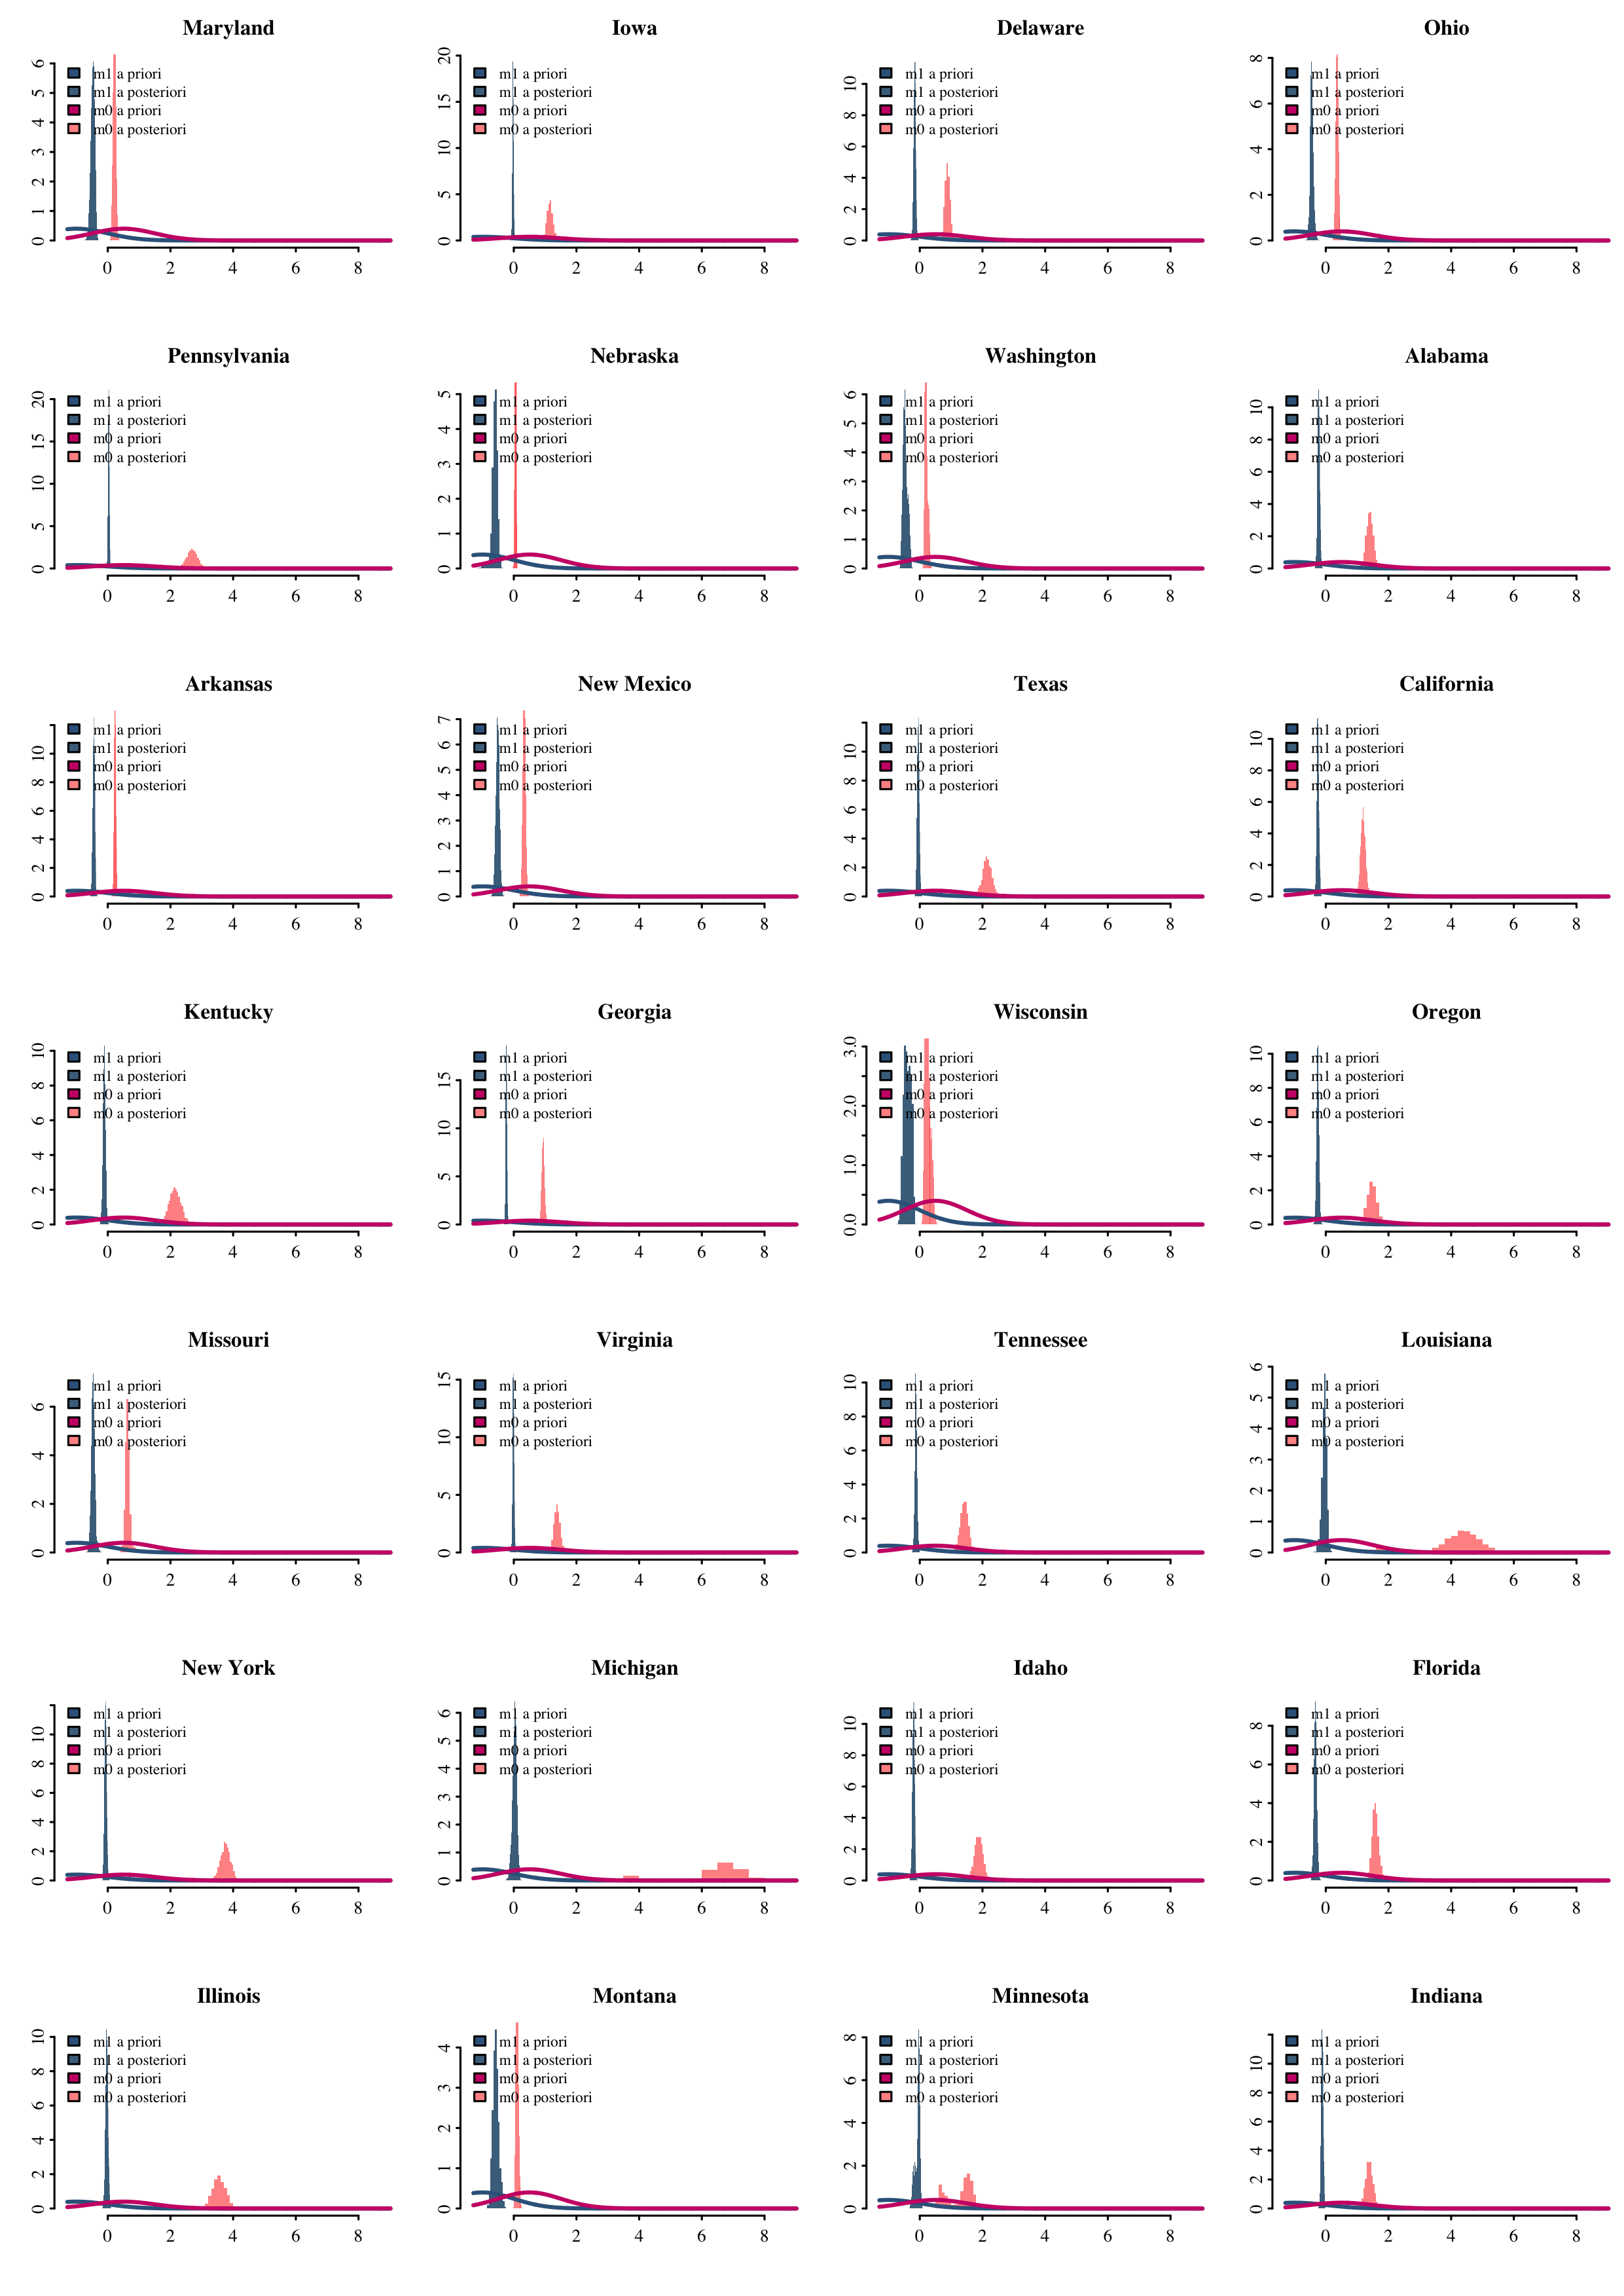 Maryland
0 1 2 3 4 5 6
m1 a priori
m1 a posteriori
m0 a priori
m0 a posteriori
0 2 4 6 8
Iowa
0 5 10 15 20
m1 a priori
m1 a posteriori
m0 a priori
m0 a posteriori
0 2 4 6 8
Delaware
0 2 4 6 8 10
m1 a priori
m1 a posteriori
m0 a priori
m0 a posteriori
0 2 4 6 8
Ohio
0 2 4 6 8
m1 a priori
m1 a posteriori
m0 a priori
m0 a posteriori
0 2 4 6 8
Pennsylvania
0 5 10 15 20
m1 a priori
m1 a posteriori
m0 a priori
m0 a posteriori
0 2 4 6 8
Nebraska
0 1 2 3 4 5
m1 a priori
m1 a posteriori
m0 a priori
m0 a posteriori
0 2 4 6 8
Washington
0 1 2 3 4 5 6
m1 a priori
m1 a posteriori
m0 a priori
m0 a posteriori
0 2 4 6 8
Alabama
0 2 4 6 8 10
m1 a priori
m1 a posteriori
m0 a priori
m0 a posteriori
0 2 4 6 8
Arkansas
0 2 4 6 8 10
m1 a priori
m1 a posteriori
m0 a priori
m0 a posteriori
0 2 4 6 8
New Mexico
0 1 2 3 4 5 6 7
m1 a priori
m1 a posteriori
m0 a priori
m0 a posteriori
0 2 4 6 8
Texas
0 2 4 6 8 10
m1 a priori
m1 a posteriori
m0 a priori
m0 a posteriori
0 2 4 6 8
California
0 2 4 6 8 10
m1 a priori
m1 a posteriori
m0 a priori
m0 a posteriori
0 2 4 6 8
Kentucky
0 2 4 6 8 10
m1 a priori
m1 a posteriori
m0 a priori
m0 a posteriori
0 2 4 6 8
Georgia
0 5 10 15
m1 a priori
m1 a posteriori
m0 a priori
m0 a posteriori
0 2 4 6 8
Wisconsin
0.0 1.0 2.0 3.0
m1 a priori
m1 a posteriori
m0 a priori
m0 a posteriori
0 2 4 6 8
Oregon
0 2 4 6 8 10
m1 a priori
m1 a posteriori
m0 a priori
m0 a posteriori
0 2 4 6 8
Missouri
0 2 4 6
m1 a priori
m1 a posteriori
m0 a priori
m0 a posteriori
0 2 4 6 8
Virginia
0 5 10 15
m1 a priori
m1 a posteriori
m0 a priori
m0 a posteriori
0 2 4 6 8
Tennessee
0 2 4 6 8 10
m1 a priori
m1 a posteriori
m0 a priori
m0 a posteriori
0 2 4 6 8
Louisiana
0 1 2 3 4 5 6
m1 a priori
m1 a posteriori
m0 a priori
m0 a posteriori
0 2 4 6 8
New York
0 2 4 6 8 10
m1 a priori
m1 a posteriori
m0 a priori
m0 a posteriori
0 2 4 6 8
Michigan
0 1 2 3 4 5 6
m1 a priori
m1 a posteriori
m0 a priori
m0 a posteriori
0 2 4 6 8
Idaho
0 2 4 6 8 10
m1 a priori
m1 a posteriori
m0 a priori
m0 a posteriori
0 2 4 6 8
Florida
0 2 4 6 8
m1 a priori
m1 a posteriori
m0 a priori
m0 a posteriori
0 2 4 6 8
Illinois
0 2 4 6 8 10
m1 a priori
m1 a posteriori
m0 a priori
m0 a posteriori
0 2 4 6 8
Montana
0 1 2 3 4
m1 a priori
m1 a posteriori
m0 a priori
m0 a posteriori
0 2 4 6 8
Minnesota
0 2 4 6 8
m1 a priori
m1 a posteriori
m0 a priori
m0 a posteriori
0 2 4 6 8
Indiana
0 2 4 6 8 10
m1 a priori
m1 a posteriori
m0 a priori
m0 a posteriori
0 2 4 6 8